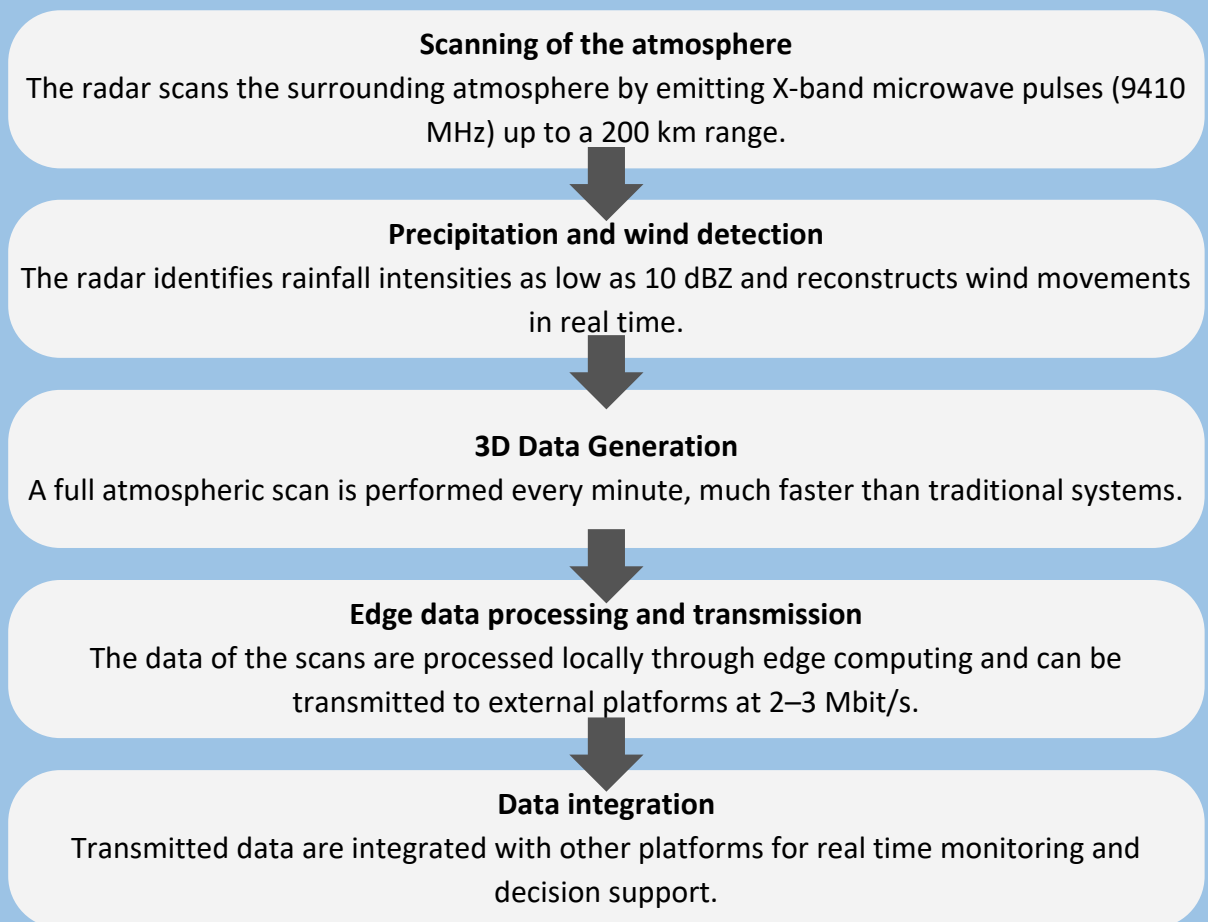 Scanning of the atmosphere
The radar scans the surrounding atmosphere by emitting X-band microwave pulses (9410
MHz) up to a 200 km range.
Precipitation and wind detection
The radar identifies rainfall intensities as low as 10 dBZ and reconstructs wind movements
in real time.
3D Data Generation
A full atmospheric scan is performed every minute, much faster than traditional systems.
Edge data processing and transmission
The data of the scans are processed locally through edge computing and can be
transmitted to external platforms at 2–3 Mbit/s.
Data integration
Transmitted data are integrated with other platforms for real time monitoring and
decision support.